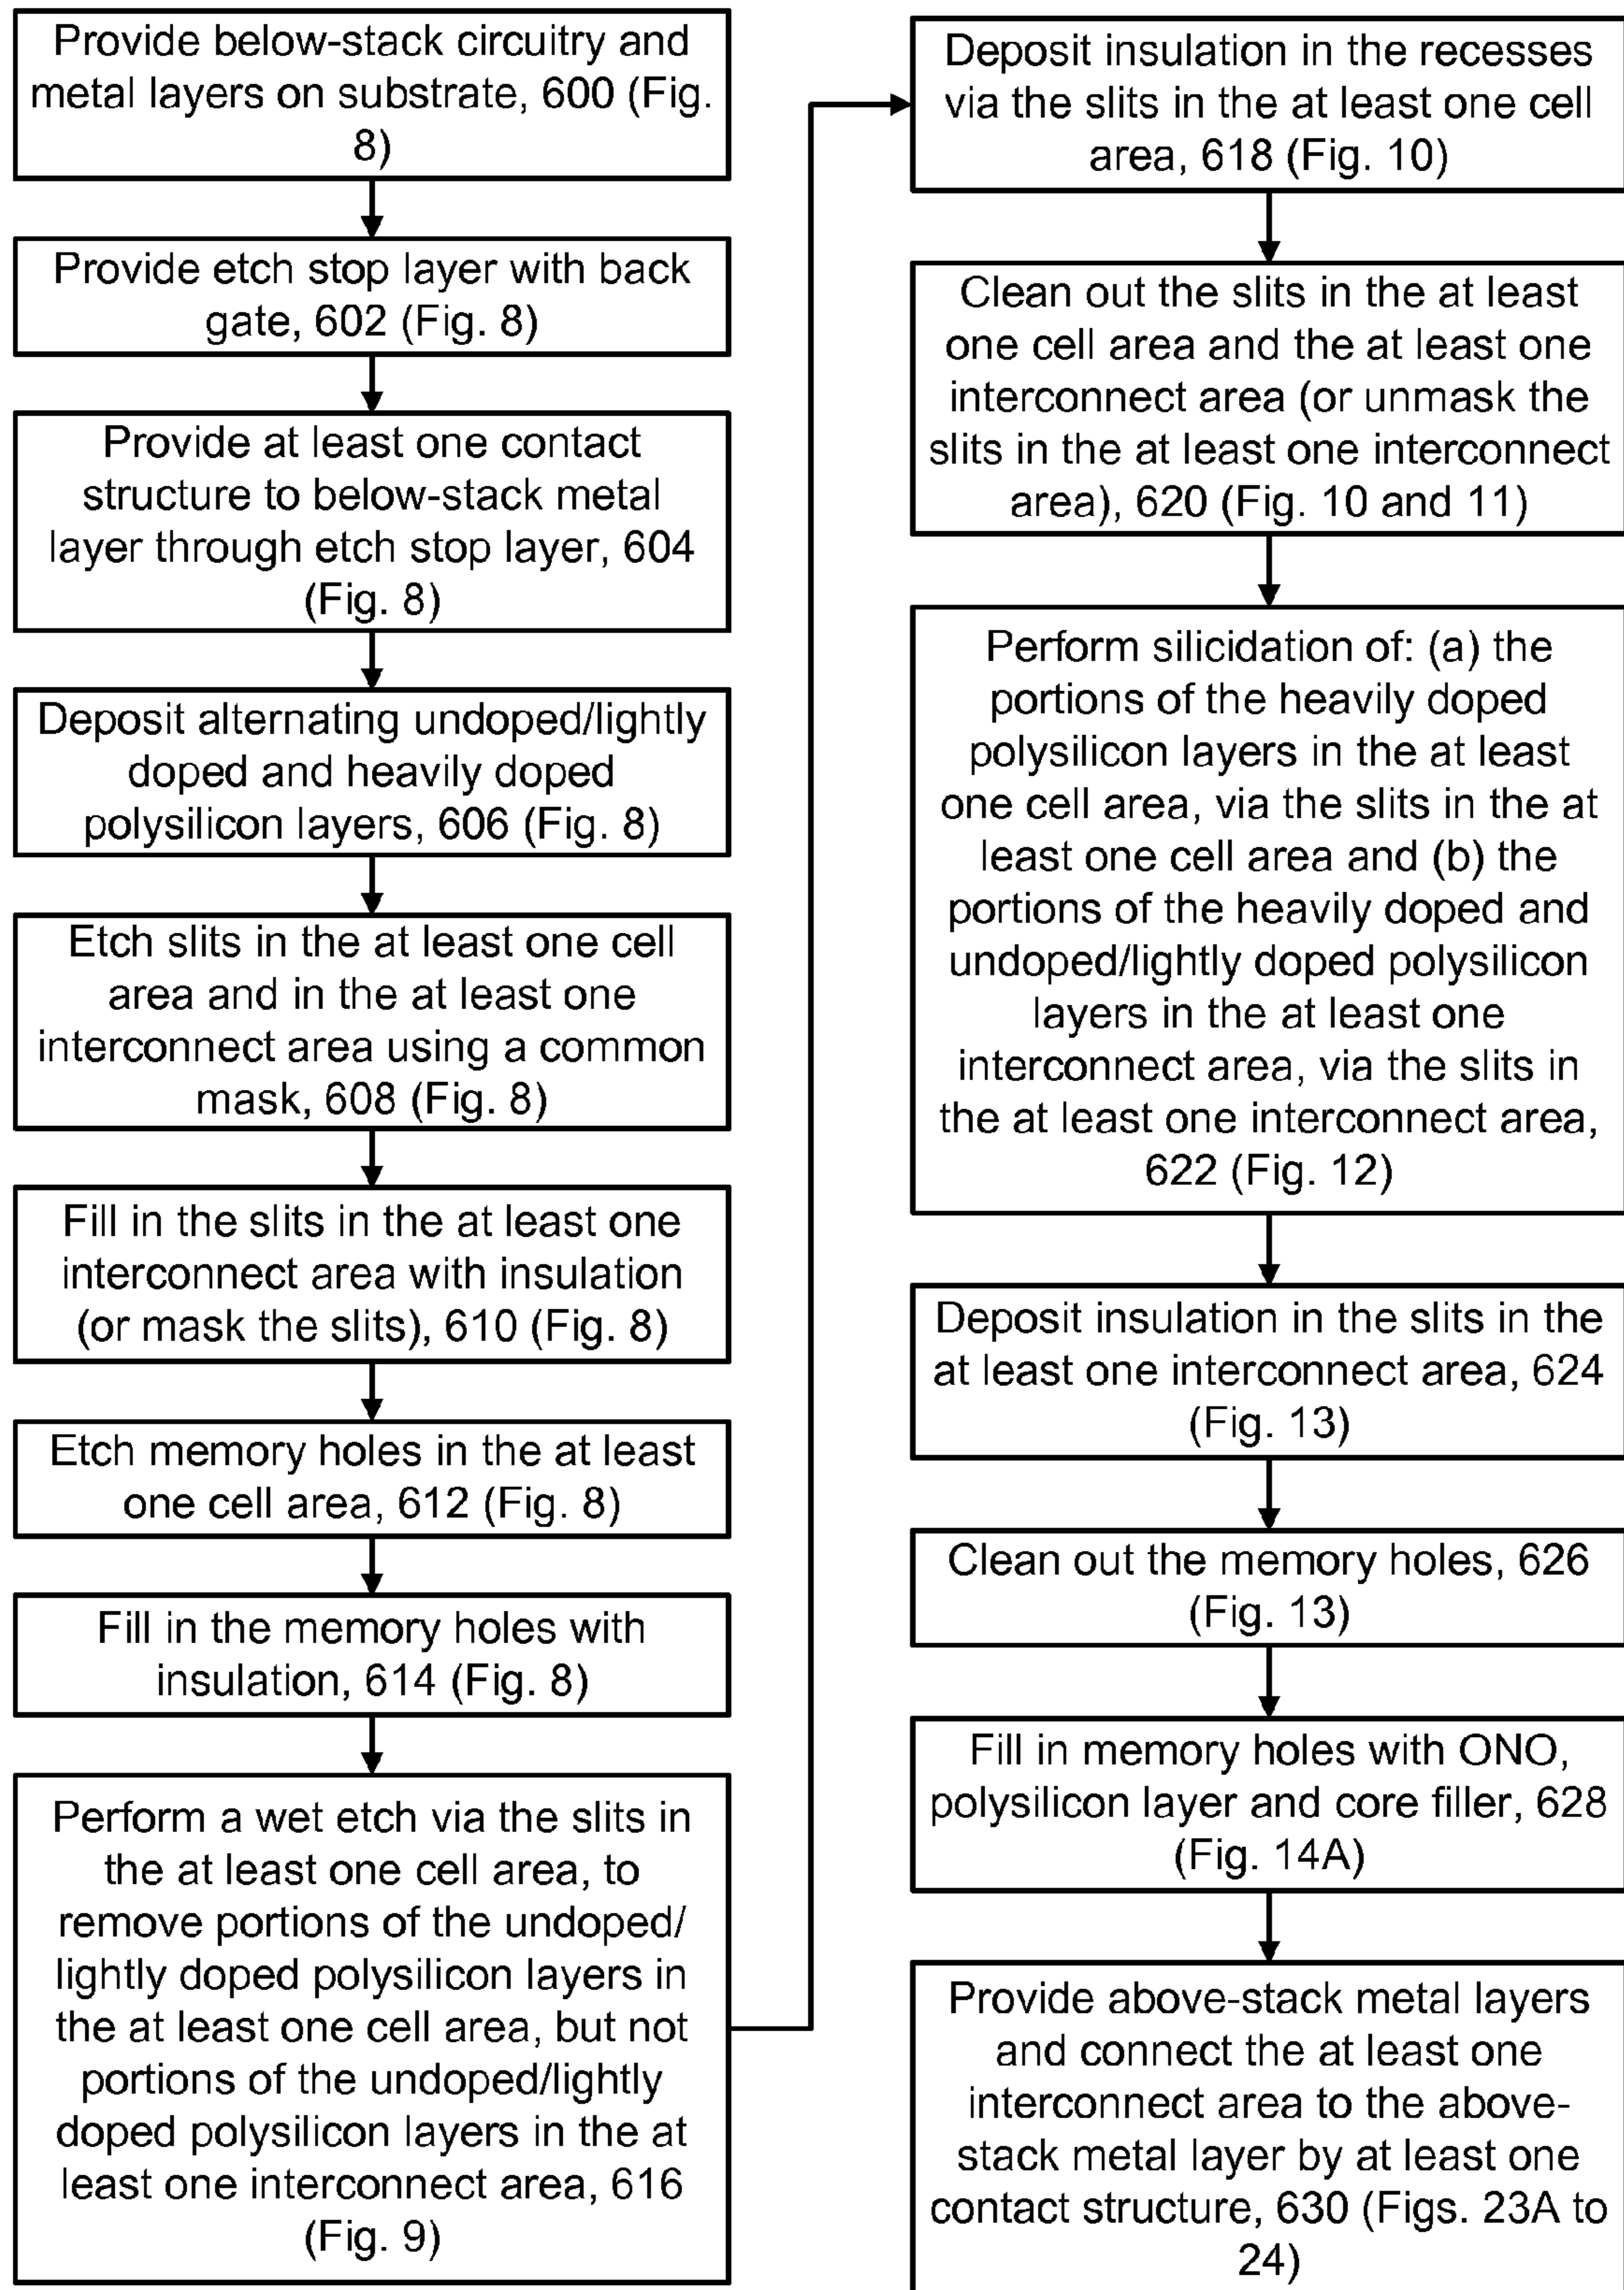 Provide below-stack circuitry and
metal layers on substrate, 600 (Fig.
8)
Provide etch stop layer with back
gate, 602 (Fig. 8)
Provide at least one contact
structure to below-stack metal
layer through etch stop layer, 604
(Fig. 8)
Deposit alternating undoped/lightly
doped and heavily doped
polysilicon layers, 606 (Fig. 8)
Etch slits in the at least one cell
area and in the at least one
interconnect area using a common
mask, 608 (Fig. 8)
Fill in the slits in the at least one
interconnect area with insulation
(or mask the slits), 610 (Fig. 8)
Etch memory holes in the at least
one cell area, 612 (Fig. 8)
Fill in the memory holes with
insulation, 614 (Fig. 8)
Perform a wet etch via the slits in
the at least one cell area, to
remove portions of the undoped/
lightly doped polysilicon layers in
the at least one cell area, but not
portions of the undoped/lightly
doped polysilicon layers in the at
least one interconnect area, 616
(Fig. 9)
Deposit insulation in the recesses
via the slits in the at least one cell
area, 618 (Fig. 10)
Clean out the slits in the at least
one cell area and the at least one
interconnect area (or unmask the
slits in the at least one interconnect
area), 620 (Fig. 10 and 11)
Perform silicidation of: (a) the
portions of the heavily doped
polysilicon layers in the at least
one cell area, via the slits in the at
least one cell area and (b) the
portions of the heavily doped and
undoped/lightly doped polysilicon
layers in the at least one
interconnect area, via the slits in
the at least one interconnect area,
622 (Fig. 12)
Deposit insulation in the slits in the
at least one interconnect area, 624
(Fig. 13)
Clean out the memory holes, 626
(Fig. 13)
Fill in memory holes with ONO,
polysilicon layer and core filler, 628
(Fig. 14A)
Provide above-stack metal layers
and connect the at least one
interconnect area to the above-
stack metal layer by at least one
contact structure, 630 (Figs. 23A to
24)